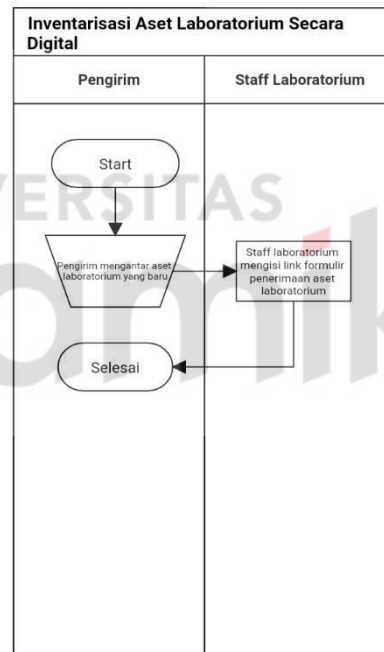 Inventarisasi Aset Laboratorium Secara
Digital
Pengirim
Staff Laboratorium
Start
Pengirim mengantar aset
laboratorium yang baru
Staff laboratorium
mengisi link formulir
penerimaan aset
laboratorium
Selesai